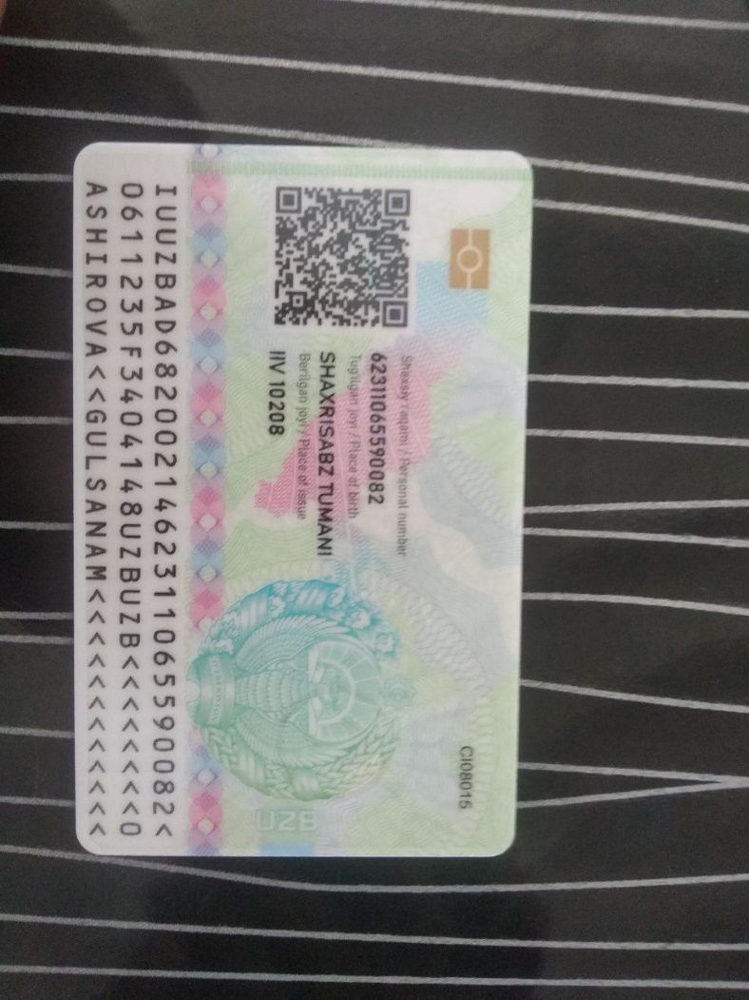 Shaxsiy raqami / Personal number
62311065590082
Tug'ilgan joyi / Place of birth
SHAXRISABZ TUMANI
Berilgan joyi / Place of issue
IIV 10208
CI08015
UZB
IUUZBAD6820021462311065590082<
0611235F3404148UZBUZB<<<<<<<<0
ASHIROVA<<GULSANAM<<<<<<<<<<<<